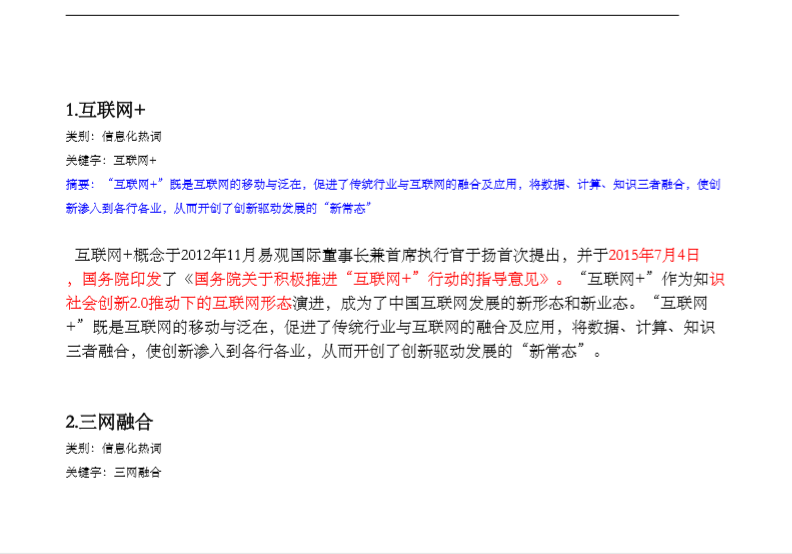 1.互联网+
类别：信息化热词
关键字：互联网+
摘要：“互联网+”既是互联网的移动与泛在，促进了传统行业与互联网的融合及应用，将数据、计算、知识三者融合，使创
新渗入到各行各业，从而开创了创新驱动发展的“新常态”
互联网+概念于2012年11月易观国际董事长兼首席执行官于扬首次提出，并于2015年7月4日
，国务院印发了《国务院关于积极推进“互联网+”行动的指导意见》。“互联网+”作为知识
社会创新2.0推动下的互联网形态演进，成为了中国互联网发展的新形态和新业态。“互联网
+”既是互联网的移动与泛在，促进了传统行业与互联网的融合及应用，将数据、计算、知识
三者融合，使创新渗入到各行各业，从而开创了创新驱动发展的“新常态”。
2.三网融合
类别：信息化热词
关键字：三网融合